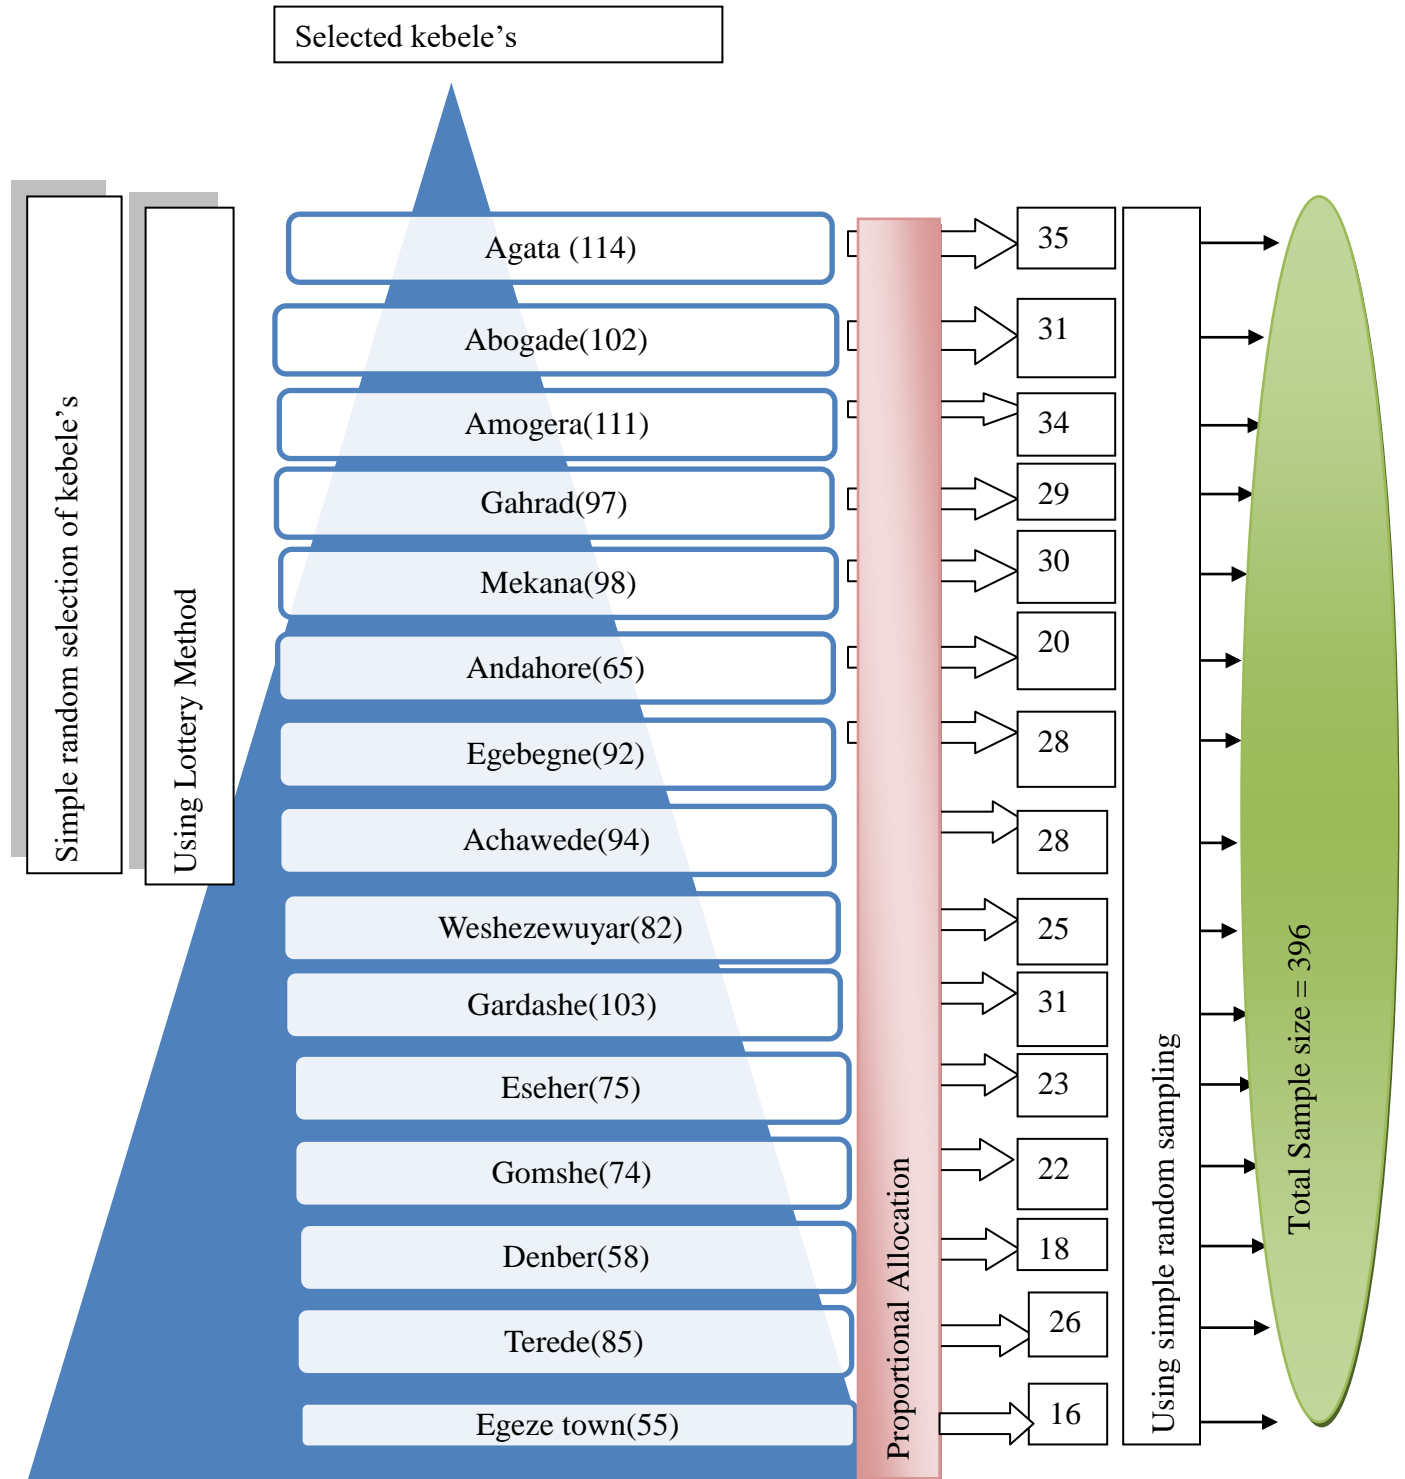 Selected kebele's
Simple random selection of kebele's
Using Lottery Method
Agata (114)
35
Abogade(102)
31
Amogera(111)
34
Gahrad(97)
29
Mekana(98)
30
Andahore(65)
20
Egebegne(92)
28
Achawede(94)
28
Weshezewuyar(82)
25
Gardashe(103)
31
Eseher(75)
23
Gomshe(74)
22
Denber(58)
18
Terede(85)
26
Egeze town(55)
16
Proportional Allocation
Using simple random sampling
Total Sample size = 396